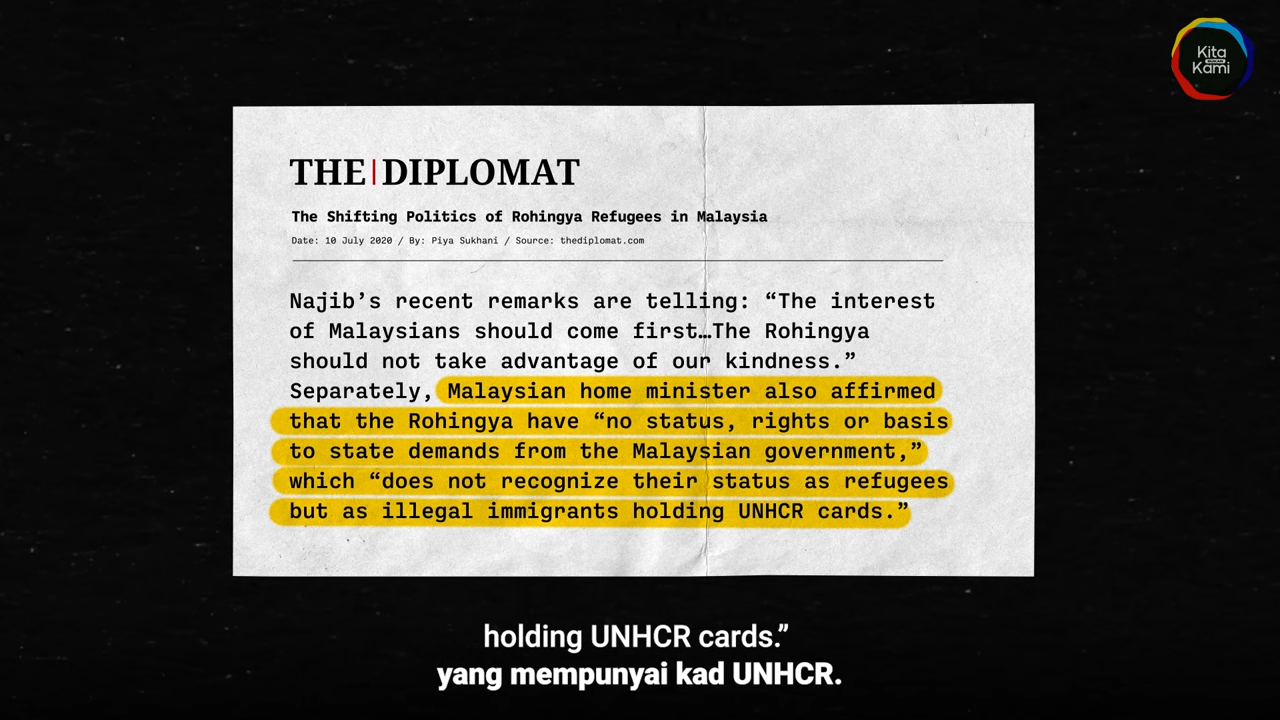 Kita
Kami
THE|DIPLOMAT
The Shifting Politics of Rohingya Refugees in Malaysia
Date: 10 July 2020 / By: Piya Sukhani / Source: thediplomat.com
Najib’s recent remarks are telling: “The interest
of Malaysians should come first…The Rohingya
should not take advantage of our kindness.”
Separately, Malaysian home minister also affirmed
that the Rohingya have “no status, rights or basis
to state demands from the Malaysian government,”
which “does not recognize their status as refugees
but as illegal immigrants holding UNHCR cards.”
holding UNHCR cards.”
yang mempunyai kad UNHCR.